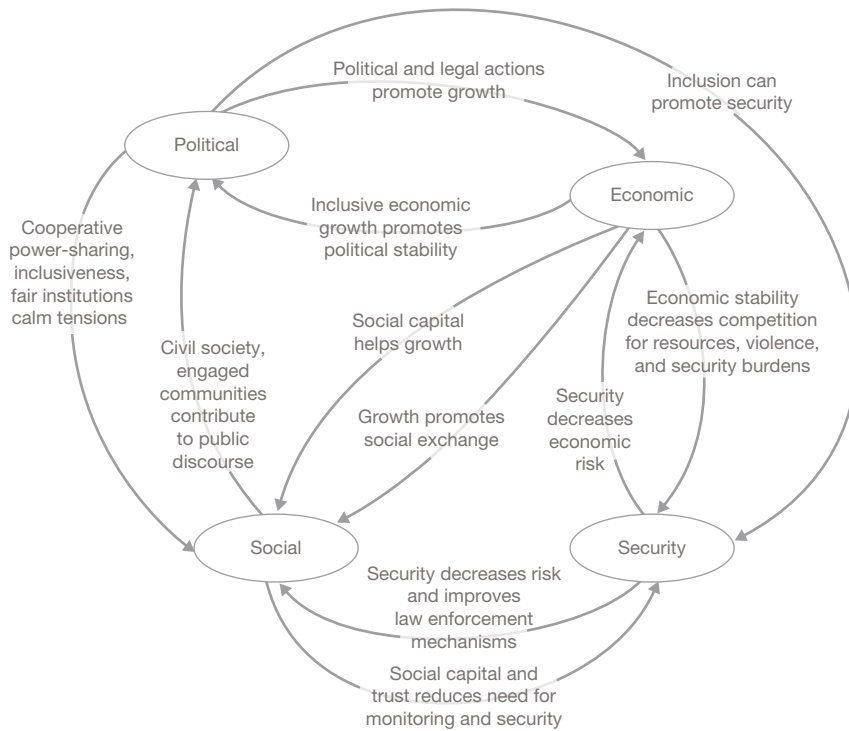 Political and legal actions
promote growth
Inclusion can
promote security
Political
Economic
Inclusive economic
growth promotes
political stability
Cooperative
power-sharing,
inclusiveness,
fair institutions
calm tensions
Economic stability
decreases competition
for resources, violence,
and security burdens
Social capital
helps growth
Civil society,
engaged
communities
contribute
to public
discourse
Growth promotes
social exchange
Security
decreases
economic
risk
Social
Security
Security decreases risk
and improves
law enforcement
mechanisms
Social capital and
trust reduces need for
monitoring and security